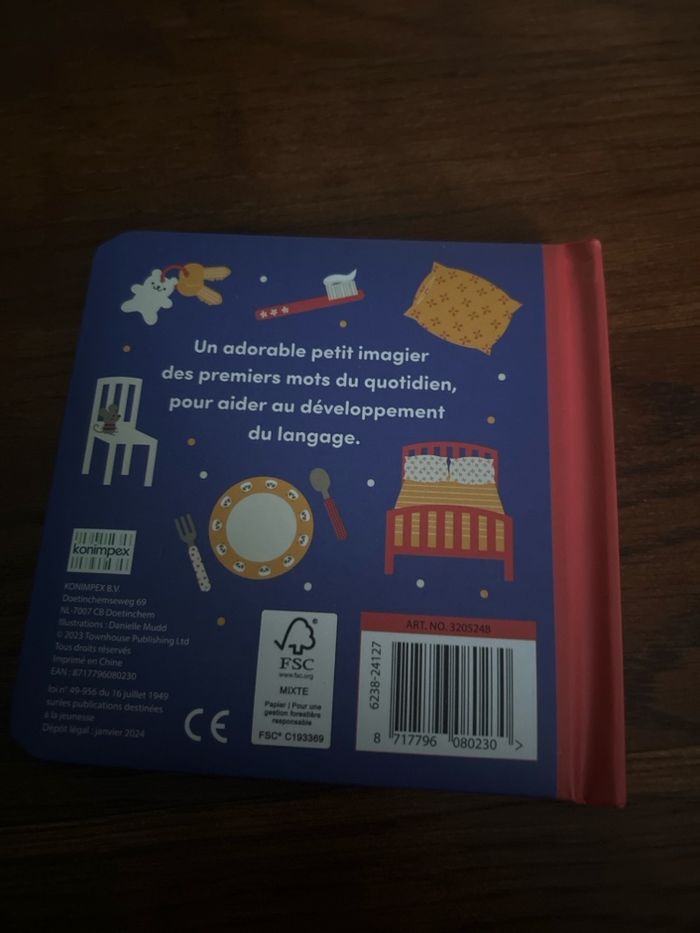 Un adorable petit imagier
des premiers mots du quotidien,
pour aider au développement
du langage.
konimpex
KONIMPEX B.V.
Doetinchemseweg 69
NL-7007 CB Doetinchem
Illustrations : Danielle Mudd
© 2023 Townhouse Publishing Ltd
Tous droits réservés
Imprimé en Chine
EAN : 8717796080230
loi n° 49-956 du 16 juillet 1949
sur les publications destinées
à la jeunesse
Dépôt légal : janvier 2024
CE
FSC
www.fsc.org
MIXTE
Papier | Pour une
gestion forestière
responsable
FSC® C193369
ART. NO. 3205248
6238-24127
8 717796 080230 >